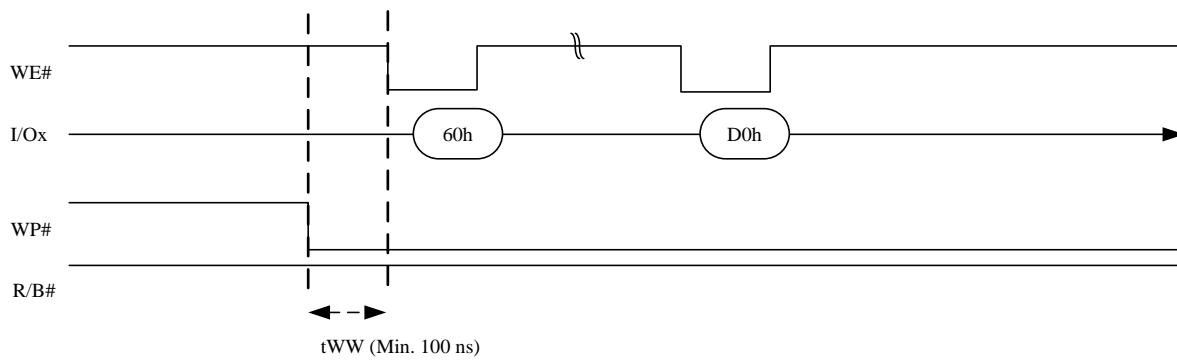 WE#
I/Ox
60h
D0h
WP#
R/B#
tWW (Min. 100 ns)